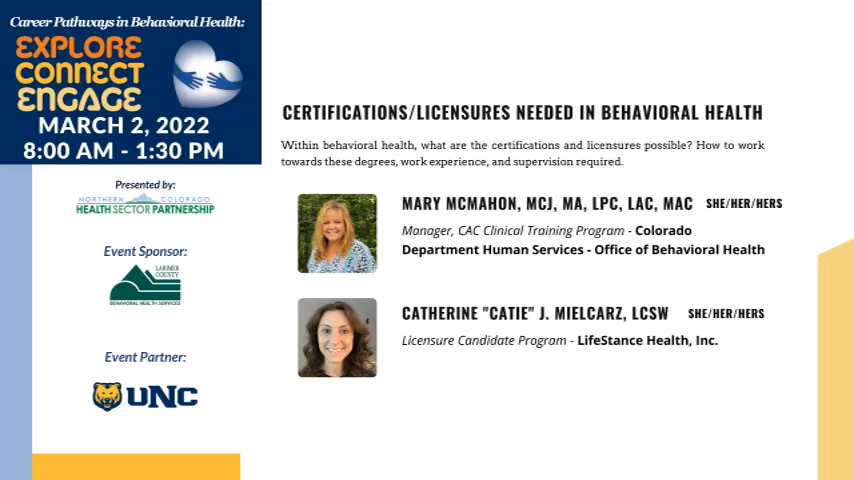 Career Pathways in Behavioral Health:
EXPLORE
CONNECT
ENGAGE
MARCH 2, 2022
8:00 AM - 1:30 PM
Presented by:
NORTHERN COLORADO
HEALTH SECTOR PARTNERSHIP
Event Sponsor:
LARIMER
COUNTY
BEHAVIORAL HEALTH SERVICES
Event Partner:
UNC
CERTIFICATIONS/LICENSURES NEEDED IN BEHAVIORAL HEALTH
Within behavioral health, what are the certifications and licensures possible? How to work
towards these degrees, work experience, and supervision required.
MARY MCMAHON, MCJ, MA, LPC, LAC, MAC SHE/HER/HERS
Manager, CAC Clinical Training Program - Colorado
Department Human Services - Office of Behavioral Health
CATHERINE "CATIE" J. MIELCARZ, LCSW SHE/HER/HERS
Licensure Candidate Program - LifeStance Health, Inc.